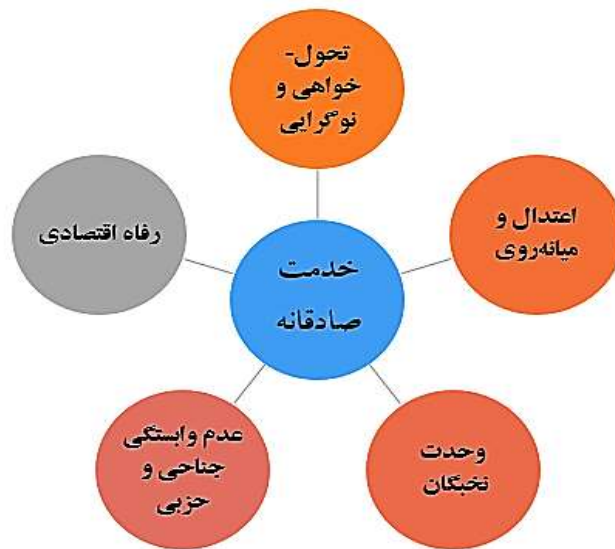 تحول-
خواهی و
نوگرایی
اعتدال و
میانه‌روی
رفاه اقتصادی
خدمت
صادقانه
وحدت
نخبگان
عدم وابستگی
جناحی و
حزبی